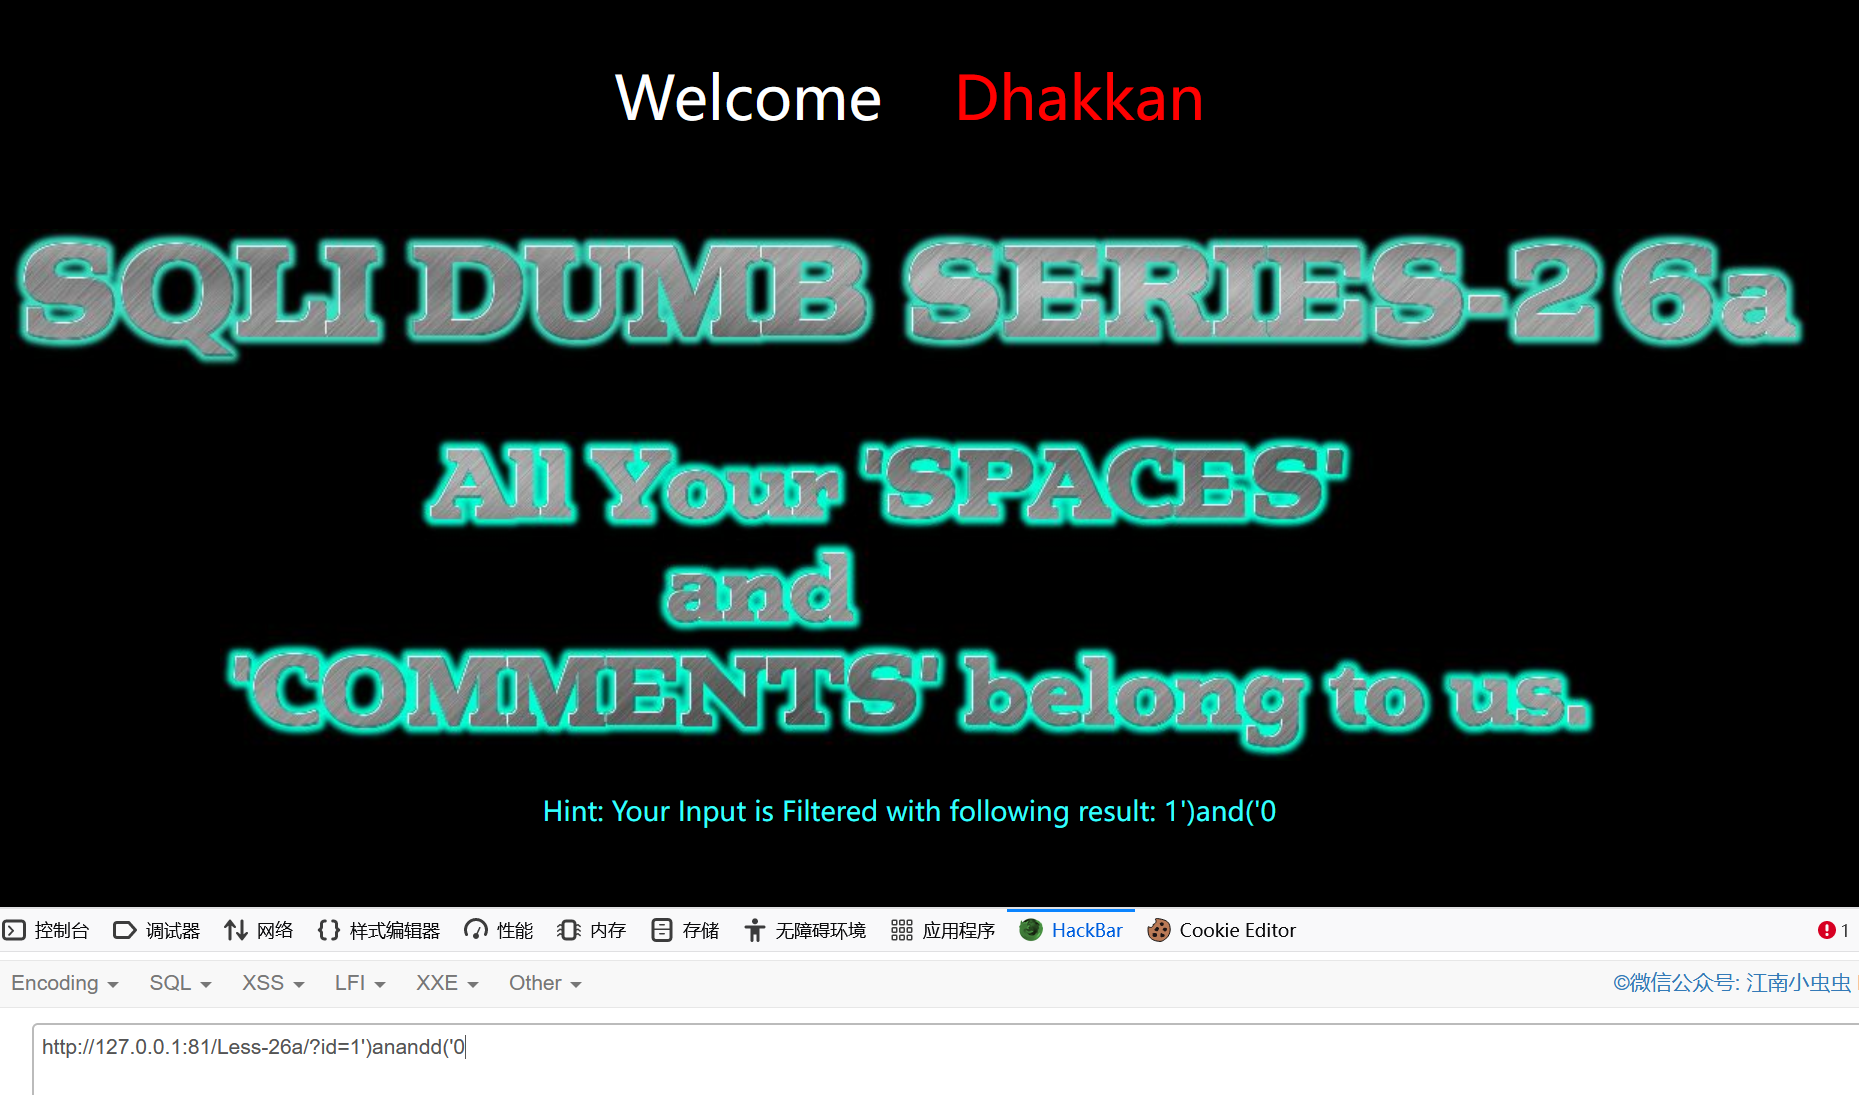 Welcome Dhakkan
SQLI DUMB SERIES-26a
All Your 'SPACES'
and
'COMMENTS' belong to us.
Hint: Your Input is Filtered with following result: 1')and('0
控制台 调试器 网络 样式编辑器 性能 内存 存储 无障碍环境 应用程序 HackBar Cookie Editor 1
Encoding SQL XSS LFI XXE Other ©微信公众号: 江南小虫虫
http://127.0.0.1:81/Less-26a/?id=1')anandd('0